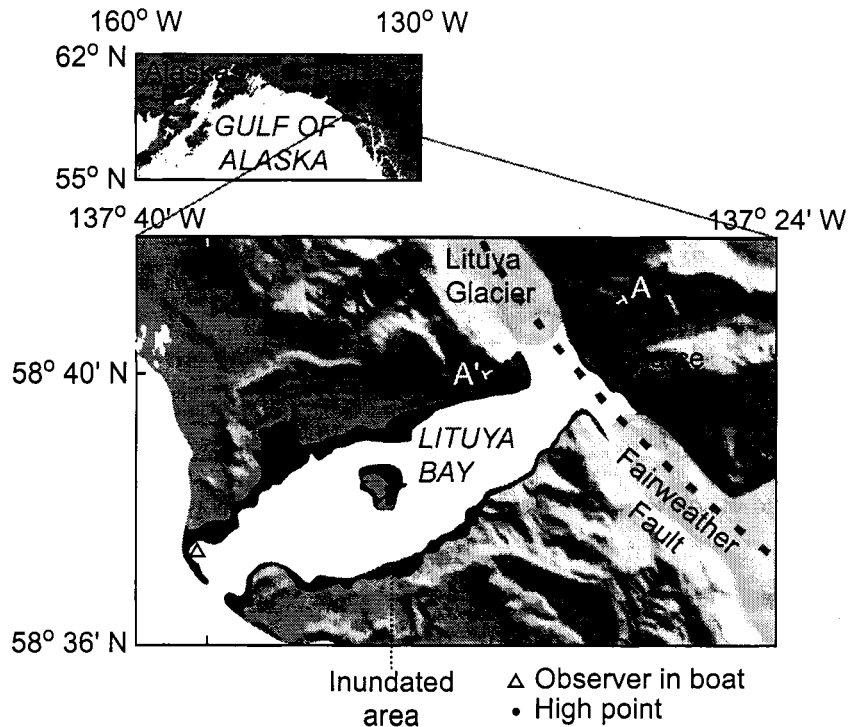 160° W 130° W
62° N
Alaska
GULF OF
ALASKA
55° N
137° 40' W 137° 24' W
Lituya
Glacier
A
58° 40' N
A'
LITUYA
BAY
Fairweather
Fault
58° 36' N
Inundated
area
△ Observer in boat
• High point